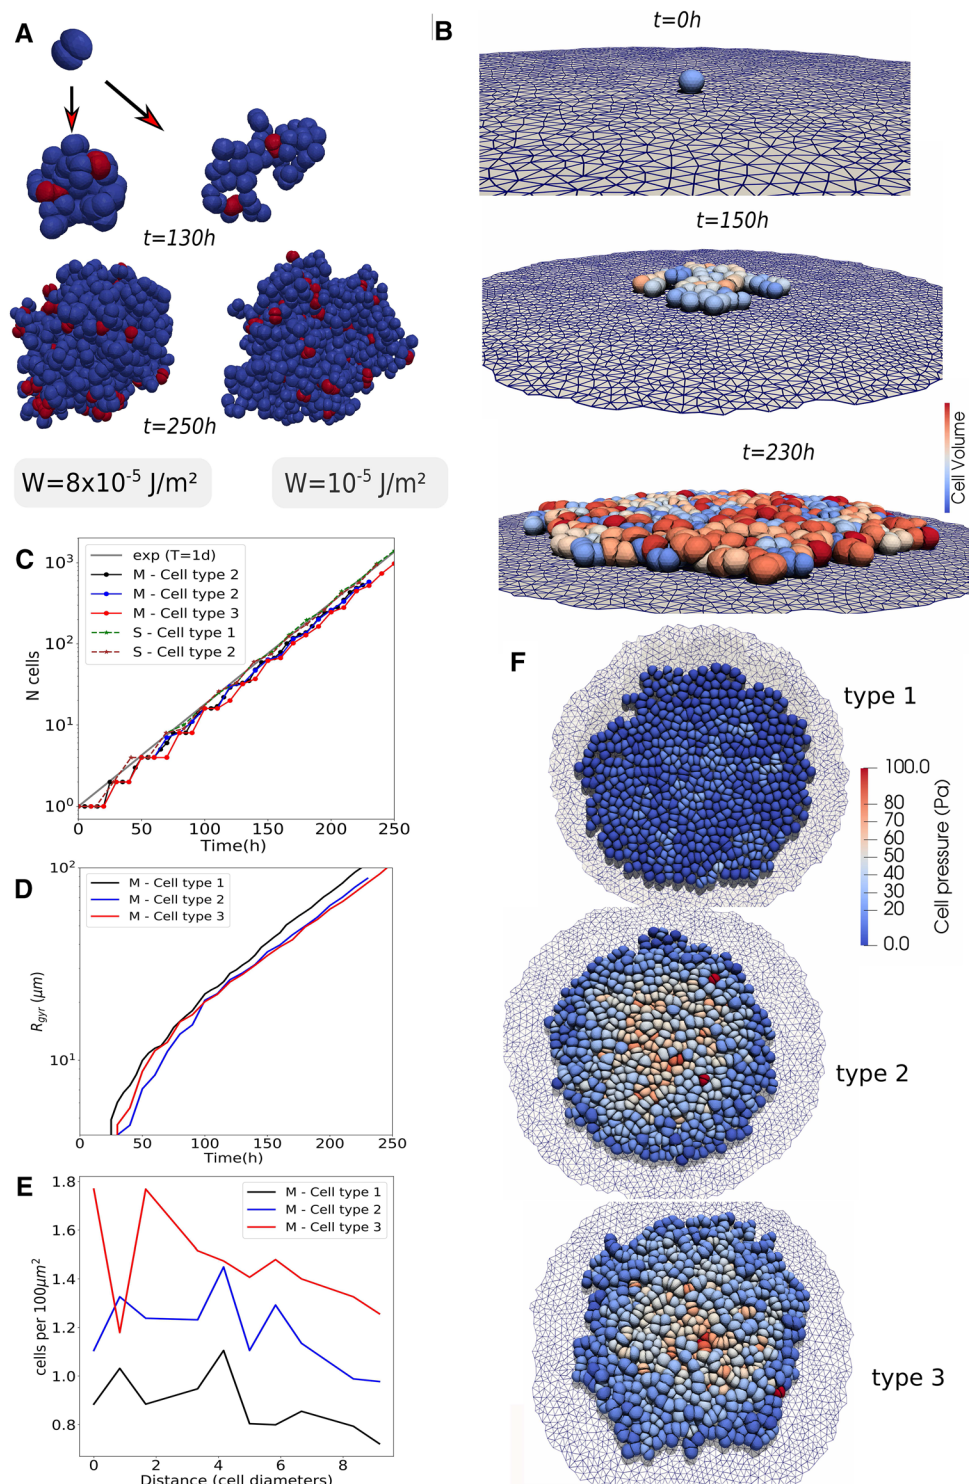 A
t=130h
t=250h
W=8x10⁻⁵ J/m²
W=10⁻⁵ J/m²
B
t=0h
t=150h
t=230h
Cell Volume
C
exp (T=1d)
M - Cell type 2
M - Cell type 2
M - Cell type 3
S - Cell type 1
S - Cell type 2
N cells
10³
10²
10¹
10⁰
0 50 100 150 200 250
Time(h)
D
M - Cell type 1
M - Cell type 2
M - Cell type 3
R_gyr (μm)
10²
10¹
0 50 100 150 200 250
Time(h)
E
M - Cell type 1
M - Cell type 2
M - Cell type 3
cells per 100μm²
1.8
1.6
1.4
1.2
1.0
0.8
0 2 4 6 8
Distance (cell diameters)
F
type 1
type 2
type 3
100.0
80
70
60
50
40
30
20
0.0
Cell pressure (Pa)